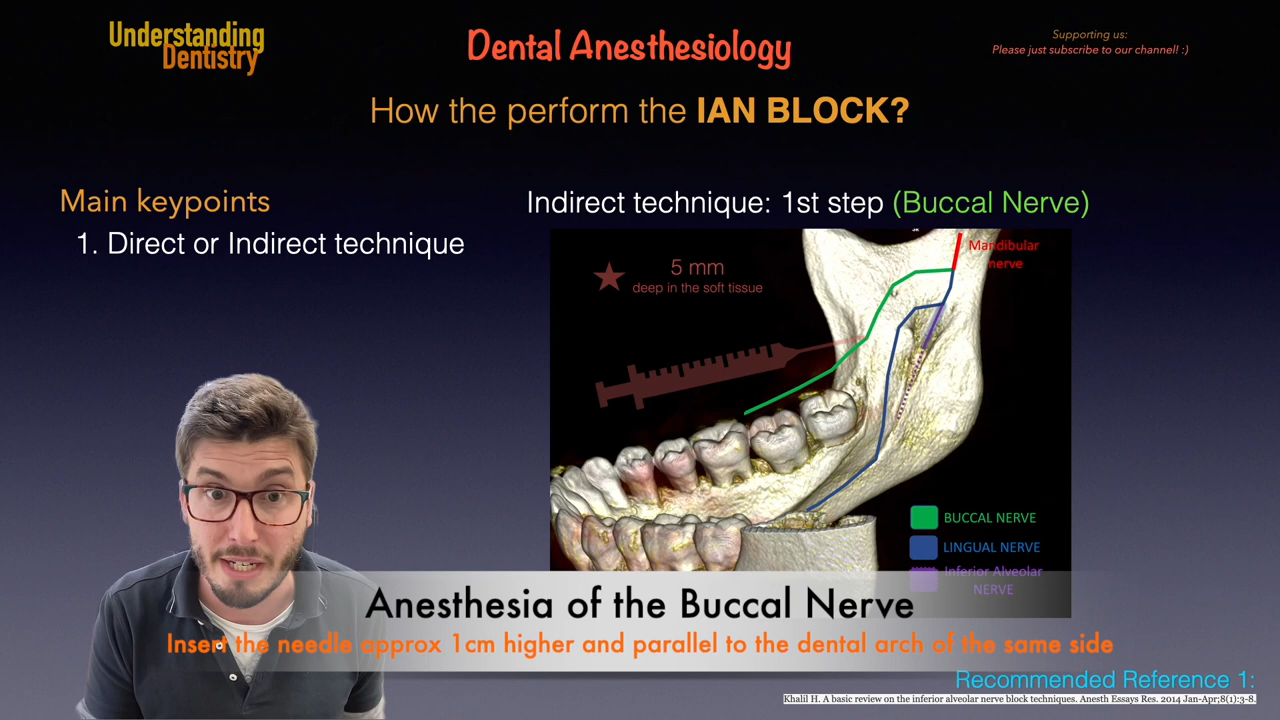 Understanding
Dentistry
Dental Anesthesiology
Supporting us:
Please just subscribe to our channel! :)
How the perform the IAN BLOCK?
Main keypoints
1. Direct or Indirect technique
Indirect technique: 1st step (Buccal Nerve)
Mandibular
nerve
5 mm
deep in the soft tissue
BUCCAL NERVE
LINGUAL NERVE
Inferior Alveolar
NERVE
Anesthesia of the Buccal Nerve
Insert the needle approx 1cm higher and parallel to the dental arch of the same side
Recommended Reference 1:
Khalil H. A basic review on the inferior alveolar nerve block techniques. Anesth Essays Res. 2014 Jan-Apr;8(1):3-8.